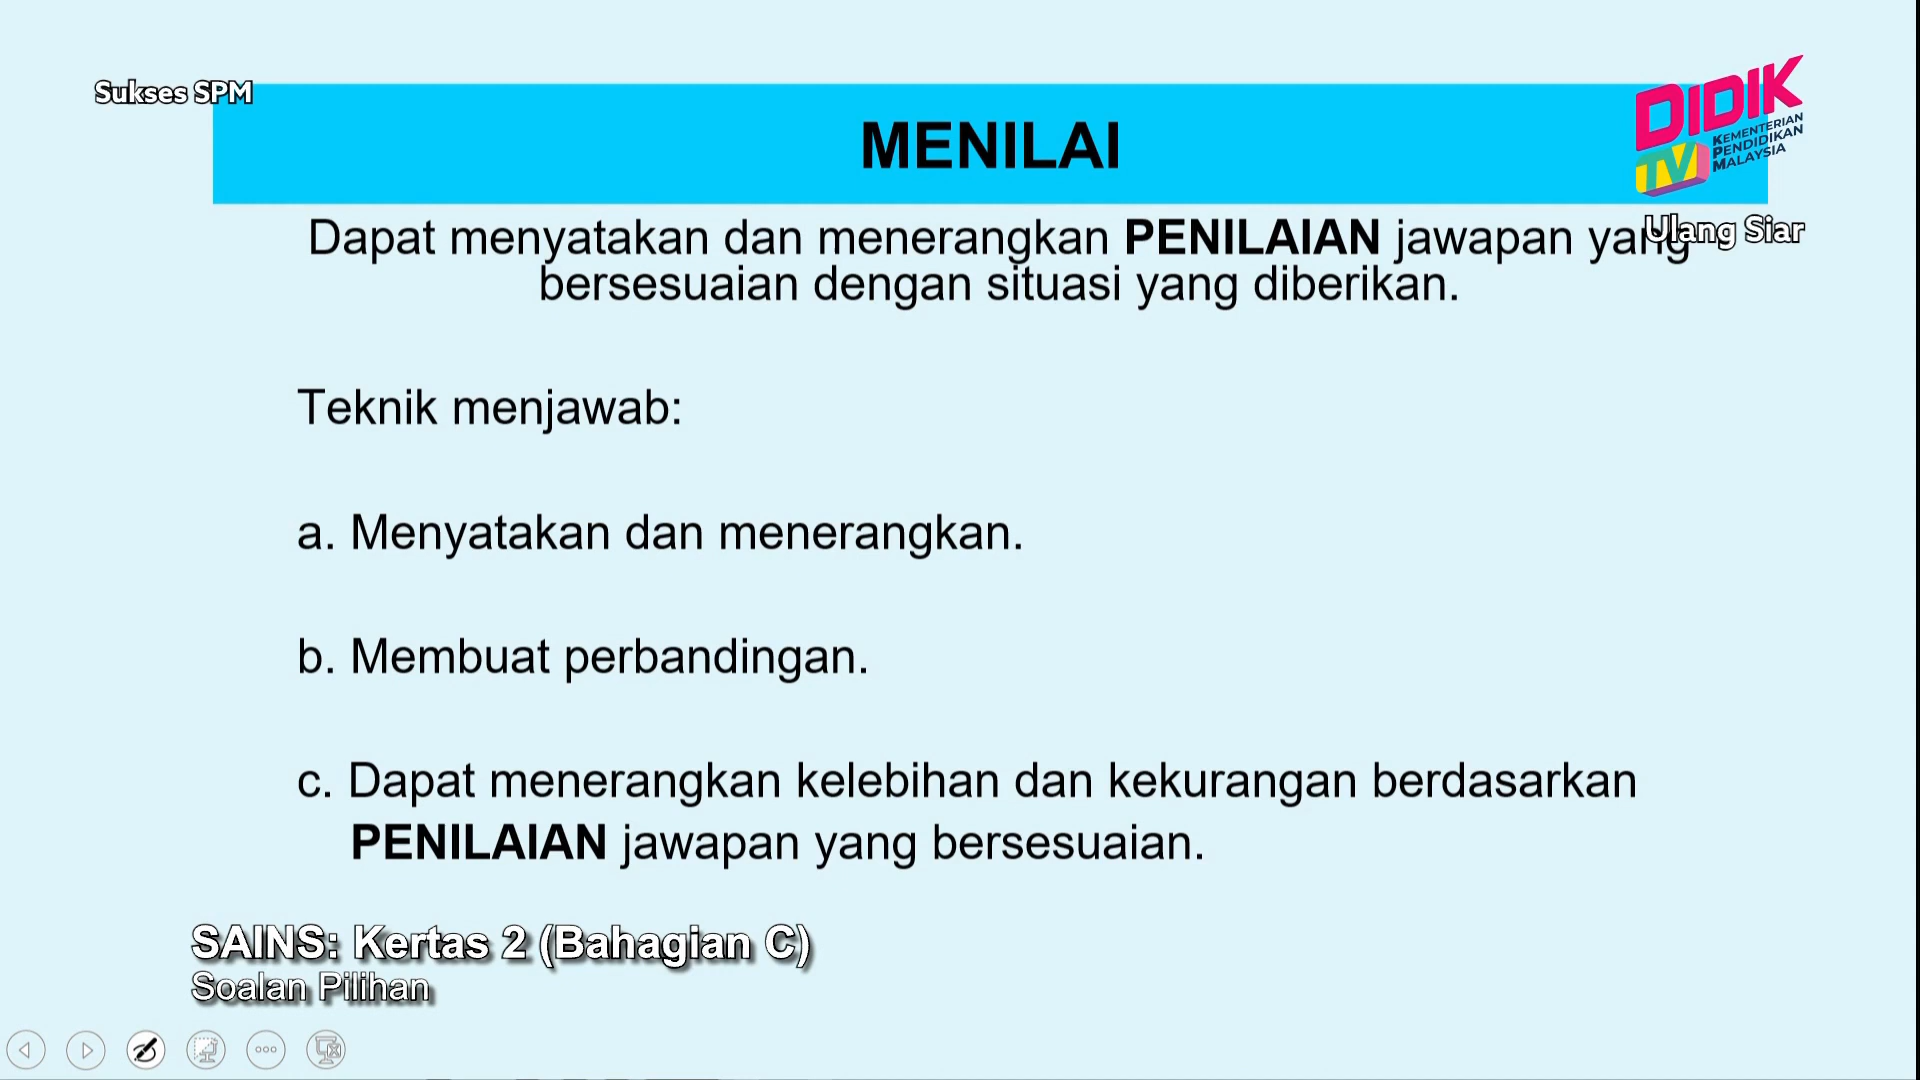 Sukses SPM
MENILAI
DIDIK
TV
KEMENTERIAN
PENDIDIKAN
MALAYSIA
Ulang Siar
Dapat menyatakan dan menerangkan PENILAIAN jawapan yang
bersesuaian dengan situasi yang diberikan.
Teknik menjawab:
a. Menyatakan dan menerangkan.
b. Membuat perbandingan.
c. Dapat menerangkan kelebihan dan kekurangan berdasarkan
PENILAIAN jawapan yang bersesuaian.
SAINS: Kertas 2 (Bahagian C)
Soalan Pilihan